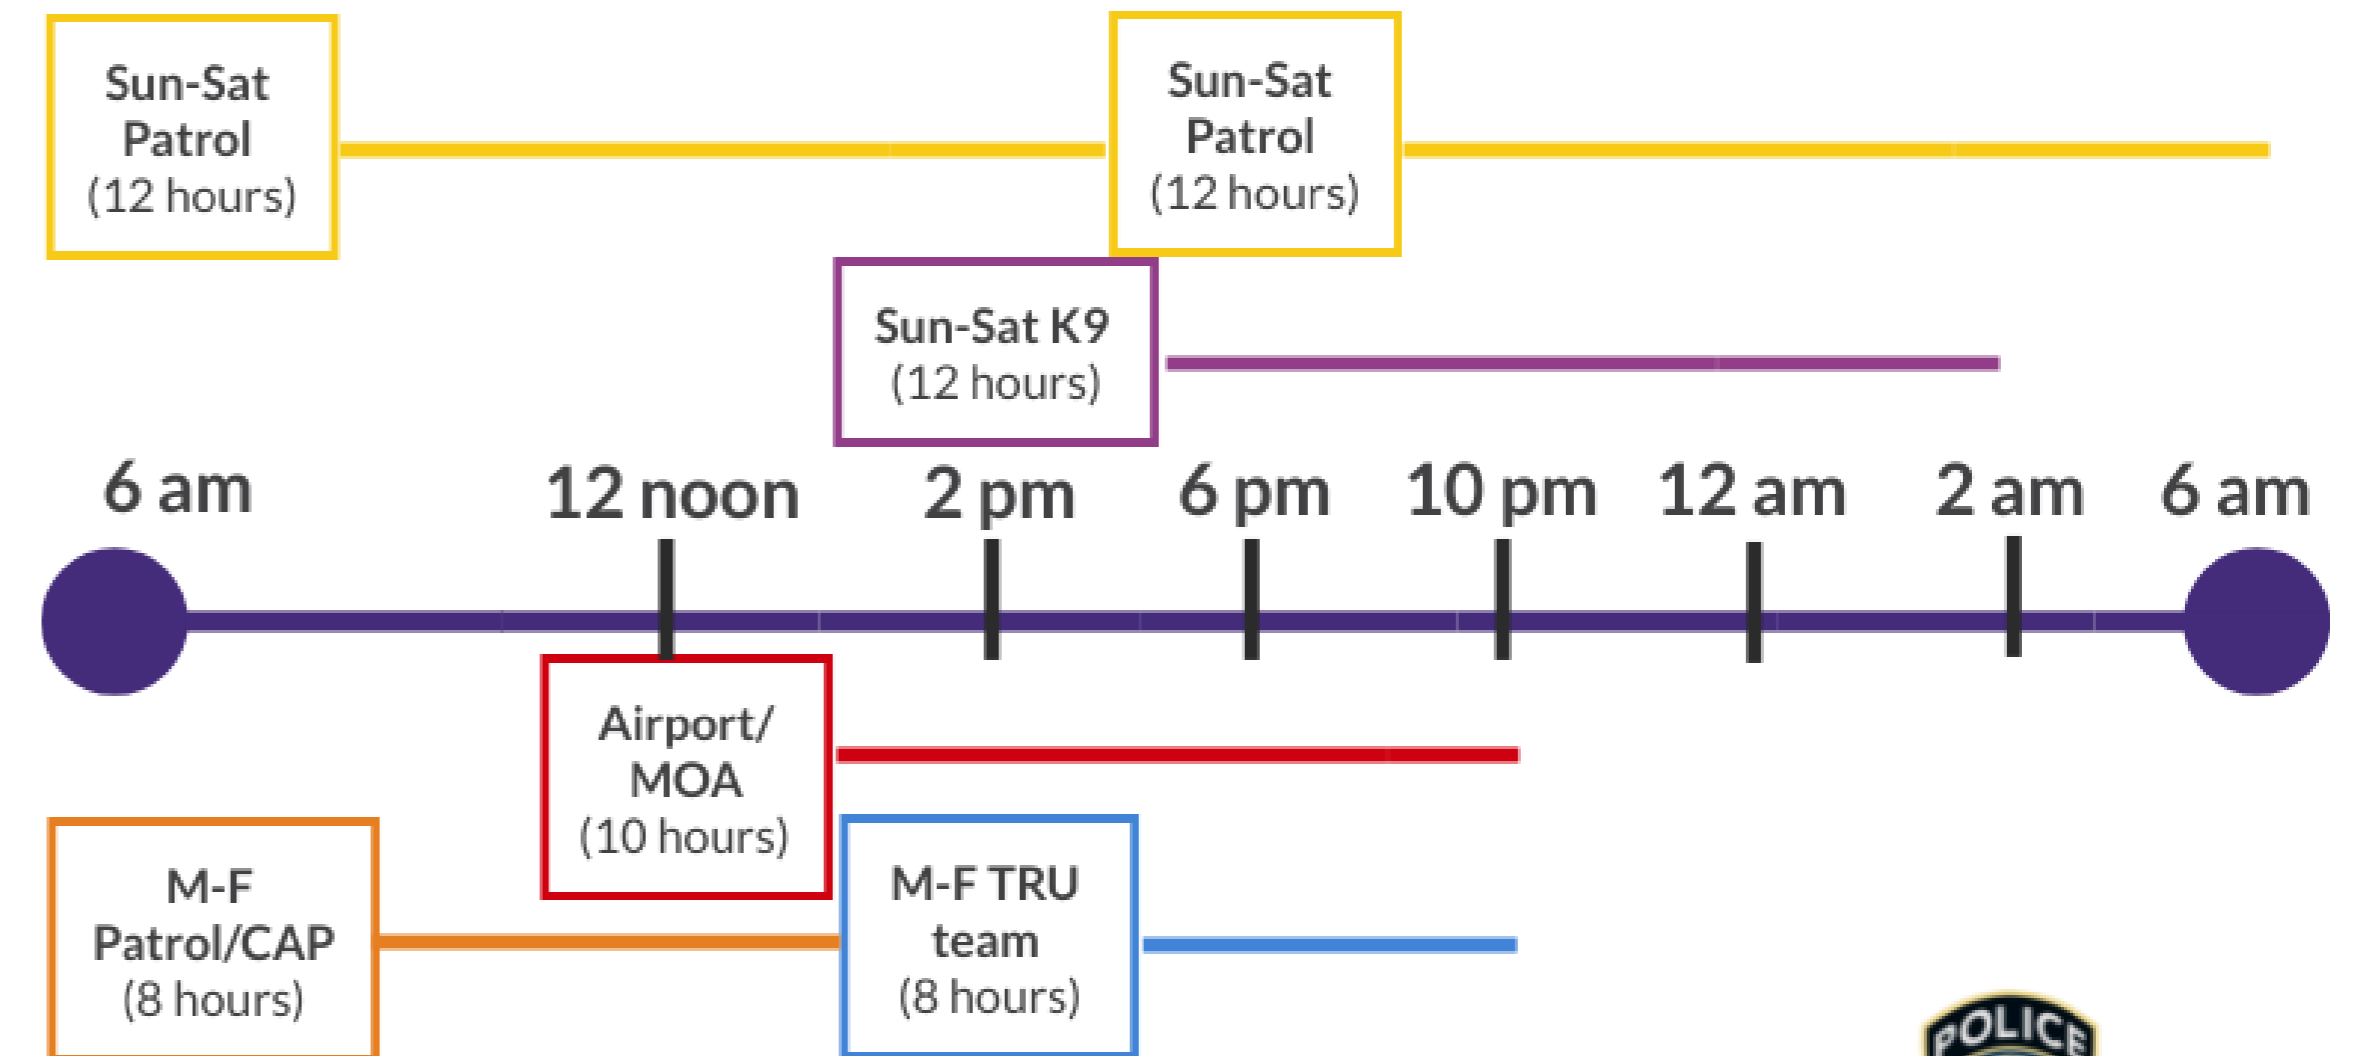 Sun-Sat
Patrol
(12 hours)
Sun-Sat
Patrol
(12 hours)
Sun-Sat K9
(12 hours)
6 am
12 noon
2 pm
6 pm
10 pm
12 am
2 am
6 am
Airport/
MOA
(10 hours)
M-F
Patrol/CAP
(8 hours)
M-F TRU
team
(8 hours)
POLICE